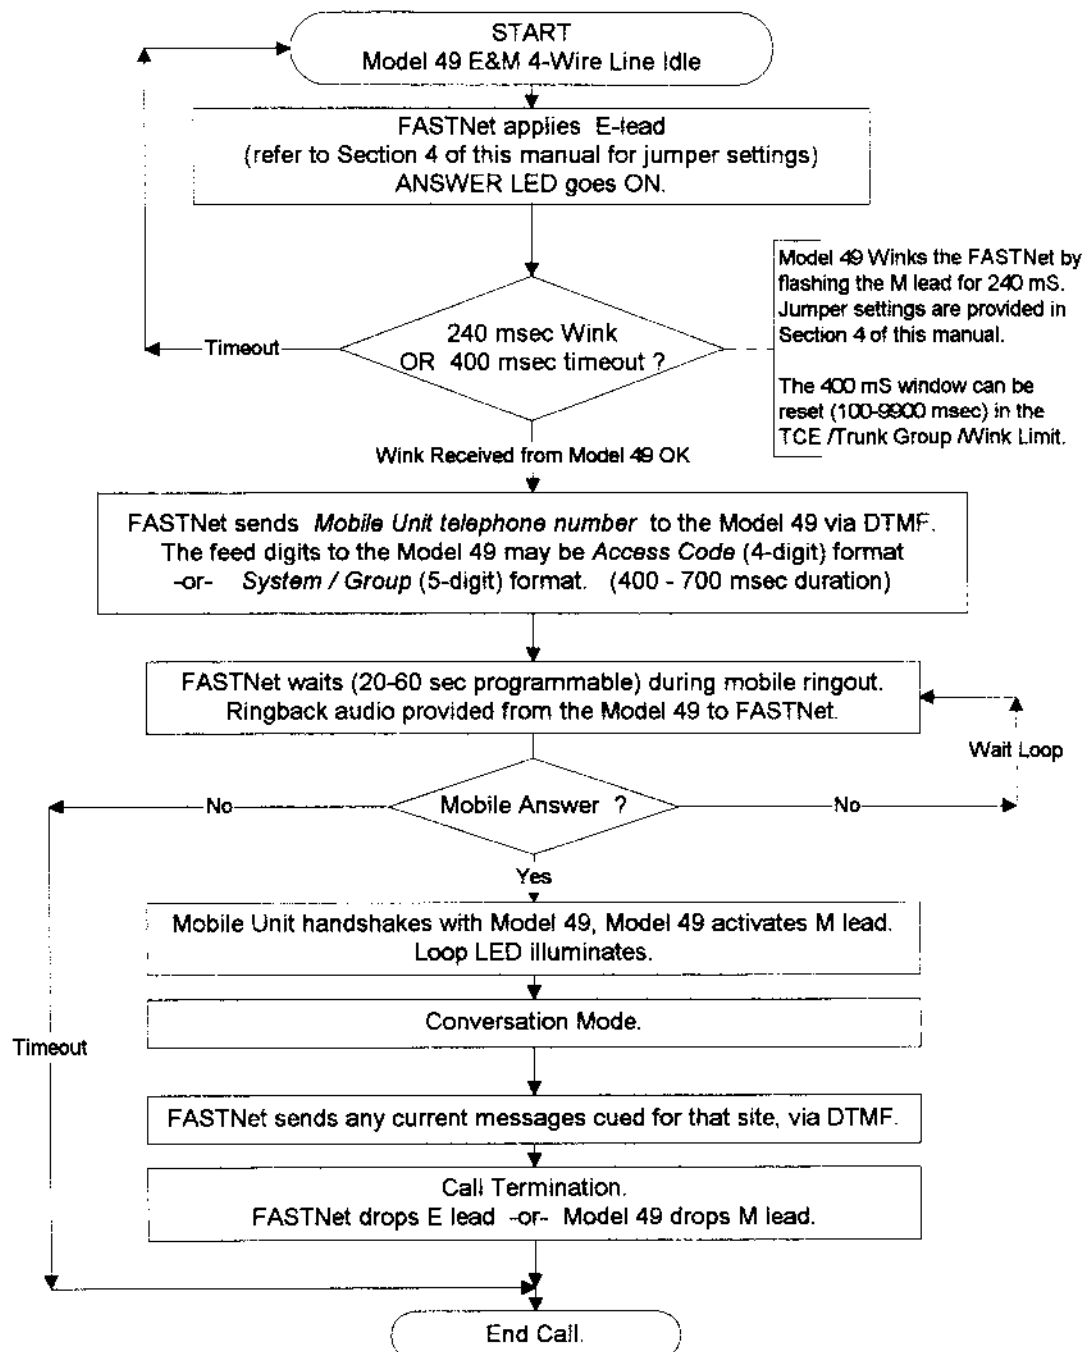 START
Model 49 E&M 4-Wire Line Idle
FASTNet applies E-lead
(refer to Section 4 of this manual for jumper settings)
ANSWER LED goes ON.
Model 49 Winks the FASTNet by
flashing the M lead for 240 mS.
Jumper settings are provided in
Section 4 of this manual.
The 400 mS window can be
reset (100-9900 msec) in the
TCE /Trunk Group /Wink Limit.
240 msec Wink
OR 400 msec timeout ?
Timeout
Wink Received from Model 49 OK
FASTNet sends Mobile Unit telephone number to the Model 49 via DTMF.
The feed digits to the Model 49 may be Access Code (4-digit) format
-or- System / Group (5-digit) format. (400 - 700 msec duration)
FASTNet waits (20-60 sec programmable) during mobile ringout.
Ringback audio provided from the Model 49 to FASTNet.
Wait Loop
No
Mobile Answer ?
No
Yes
Mobile Unit handshakes with Model 49, Model 49 activates M lead.
Loop LED illuminates.
Conversation Mode.
Timeout
FASTNet sends any current messages cued for that site, via DTMF.
Call Termination.
FASTNet drops E lead -or- Model 49 drops M lead.
End Call.